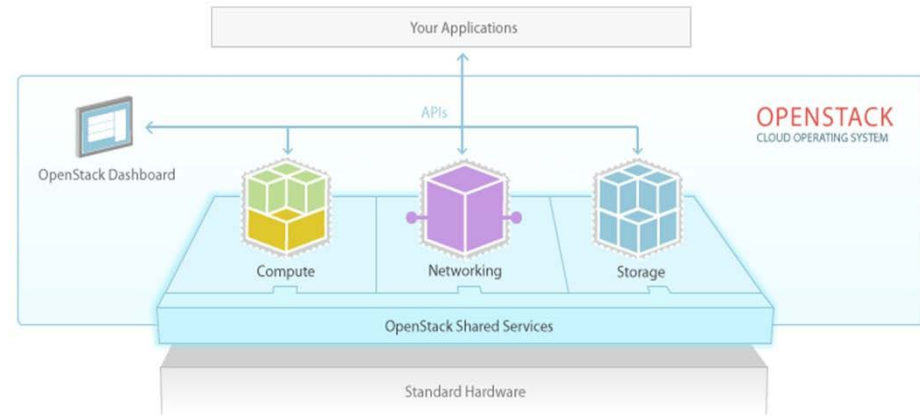 Your Applications
APIs
OPENSTACK
CLOUD OPERATING SYSTEM
OpenStack Dashboard
Compute
Networking
Storage
OpenStack Shared Services
Standard Hardware